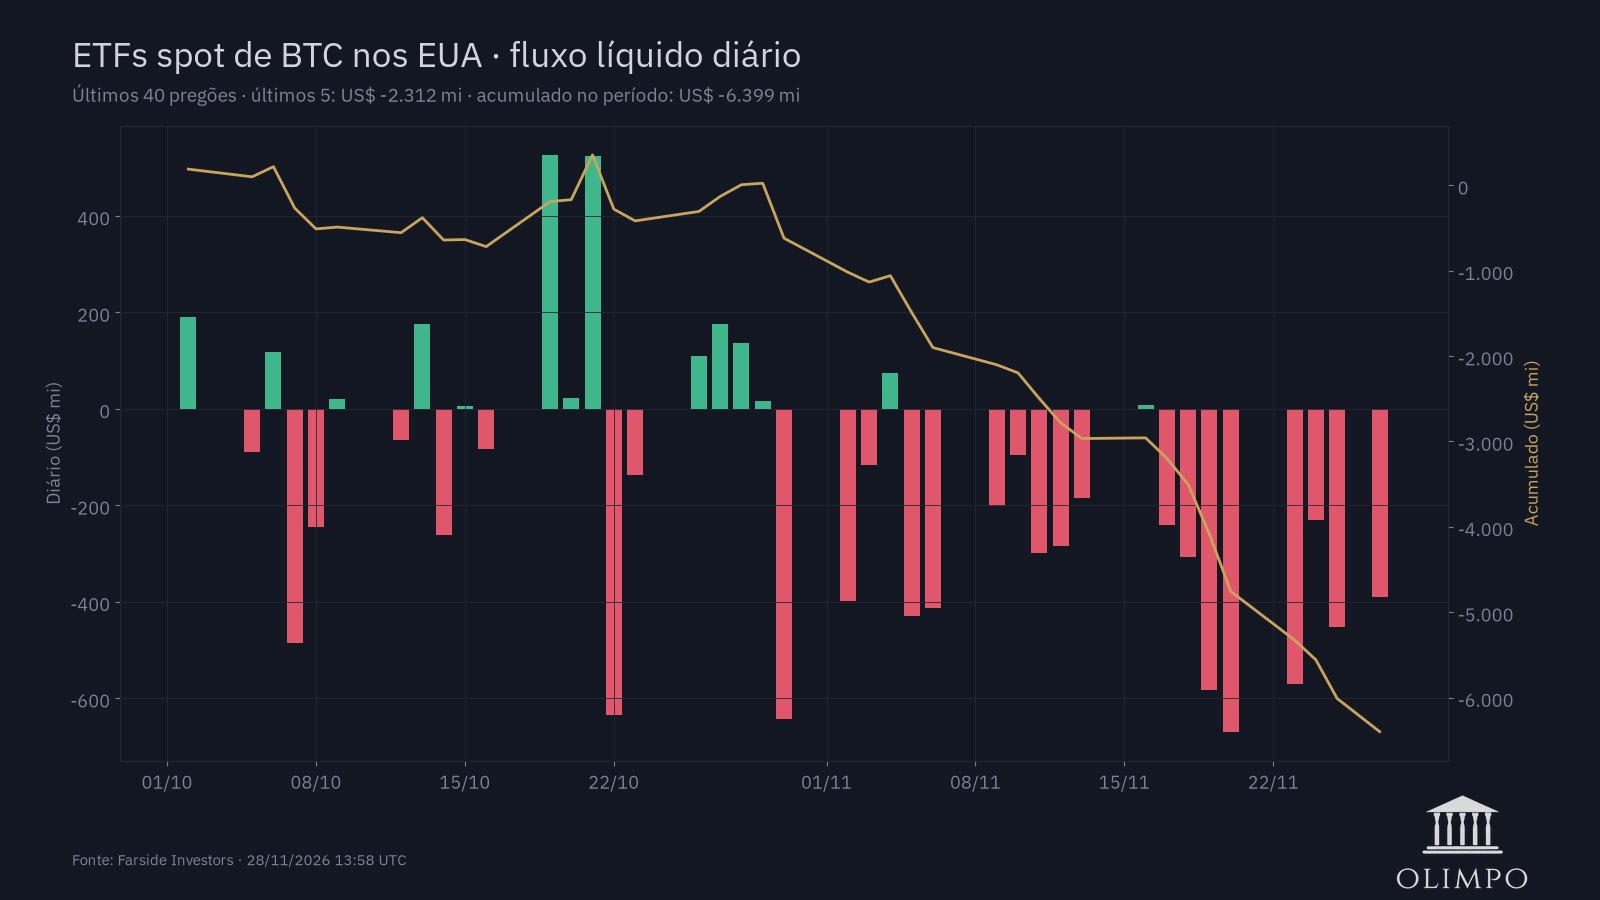 ETFs spot de BTC nos EUA · fluxo líquido diário
Últimos 40 pregões · últimos 5: US$ -2.312 mi · acumulado no período: US$ -6.399 mi
Diário (US$ mi)
400
200
0
-200
-400
-600
0
-1.000
-2.000
-3.000
-4.000
-5.000
-6.000
Acumulado (US$ mi)
01/10 08/10 15/10 22/10 01/11 08/11 15/11 22/11
Fonte: Farside Investors · 28/11/2026 13:58 UTC
OLIMPO